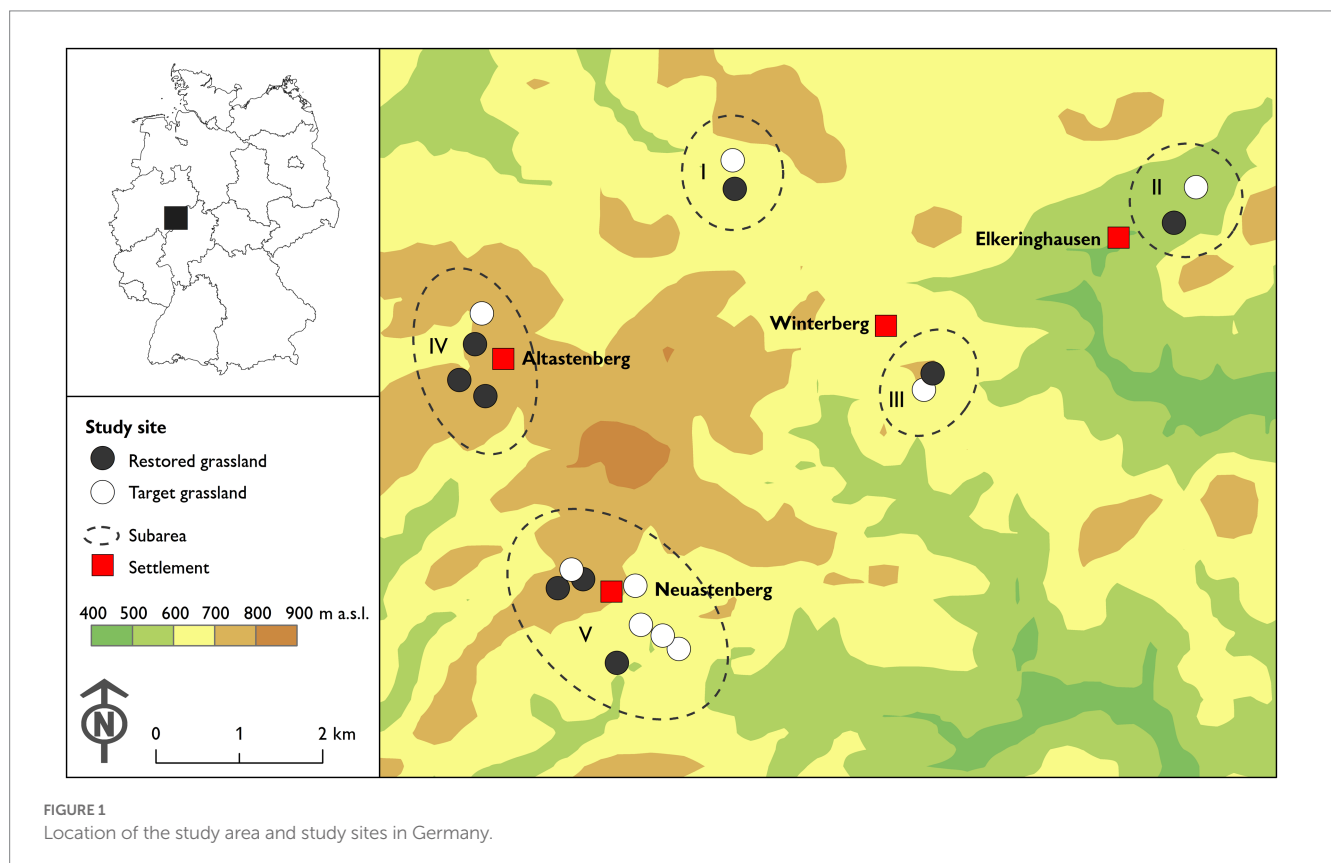 I
II
Elkeringhausen
Winterberg
IV
Altastenberg
III
Study site
Restored grassland
Target grassland
Subarea
Settlement
Neuastenberg
V
400 500 600 700 800 900 m a.s.l.
N
0 1 2 km
FIGURE 1
Location of the study area and study sites in Germany.